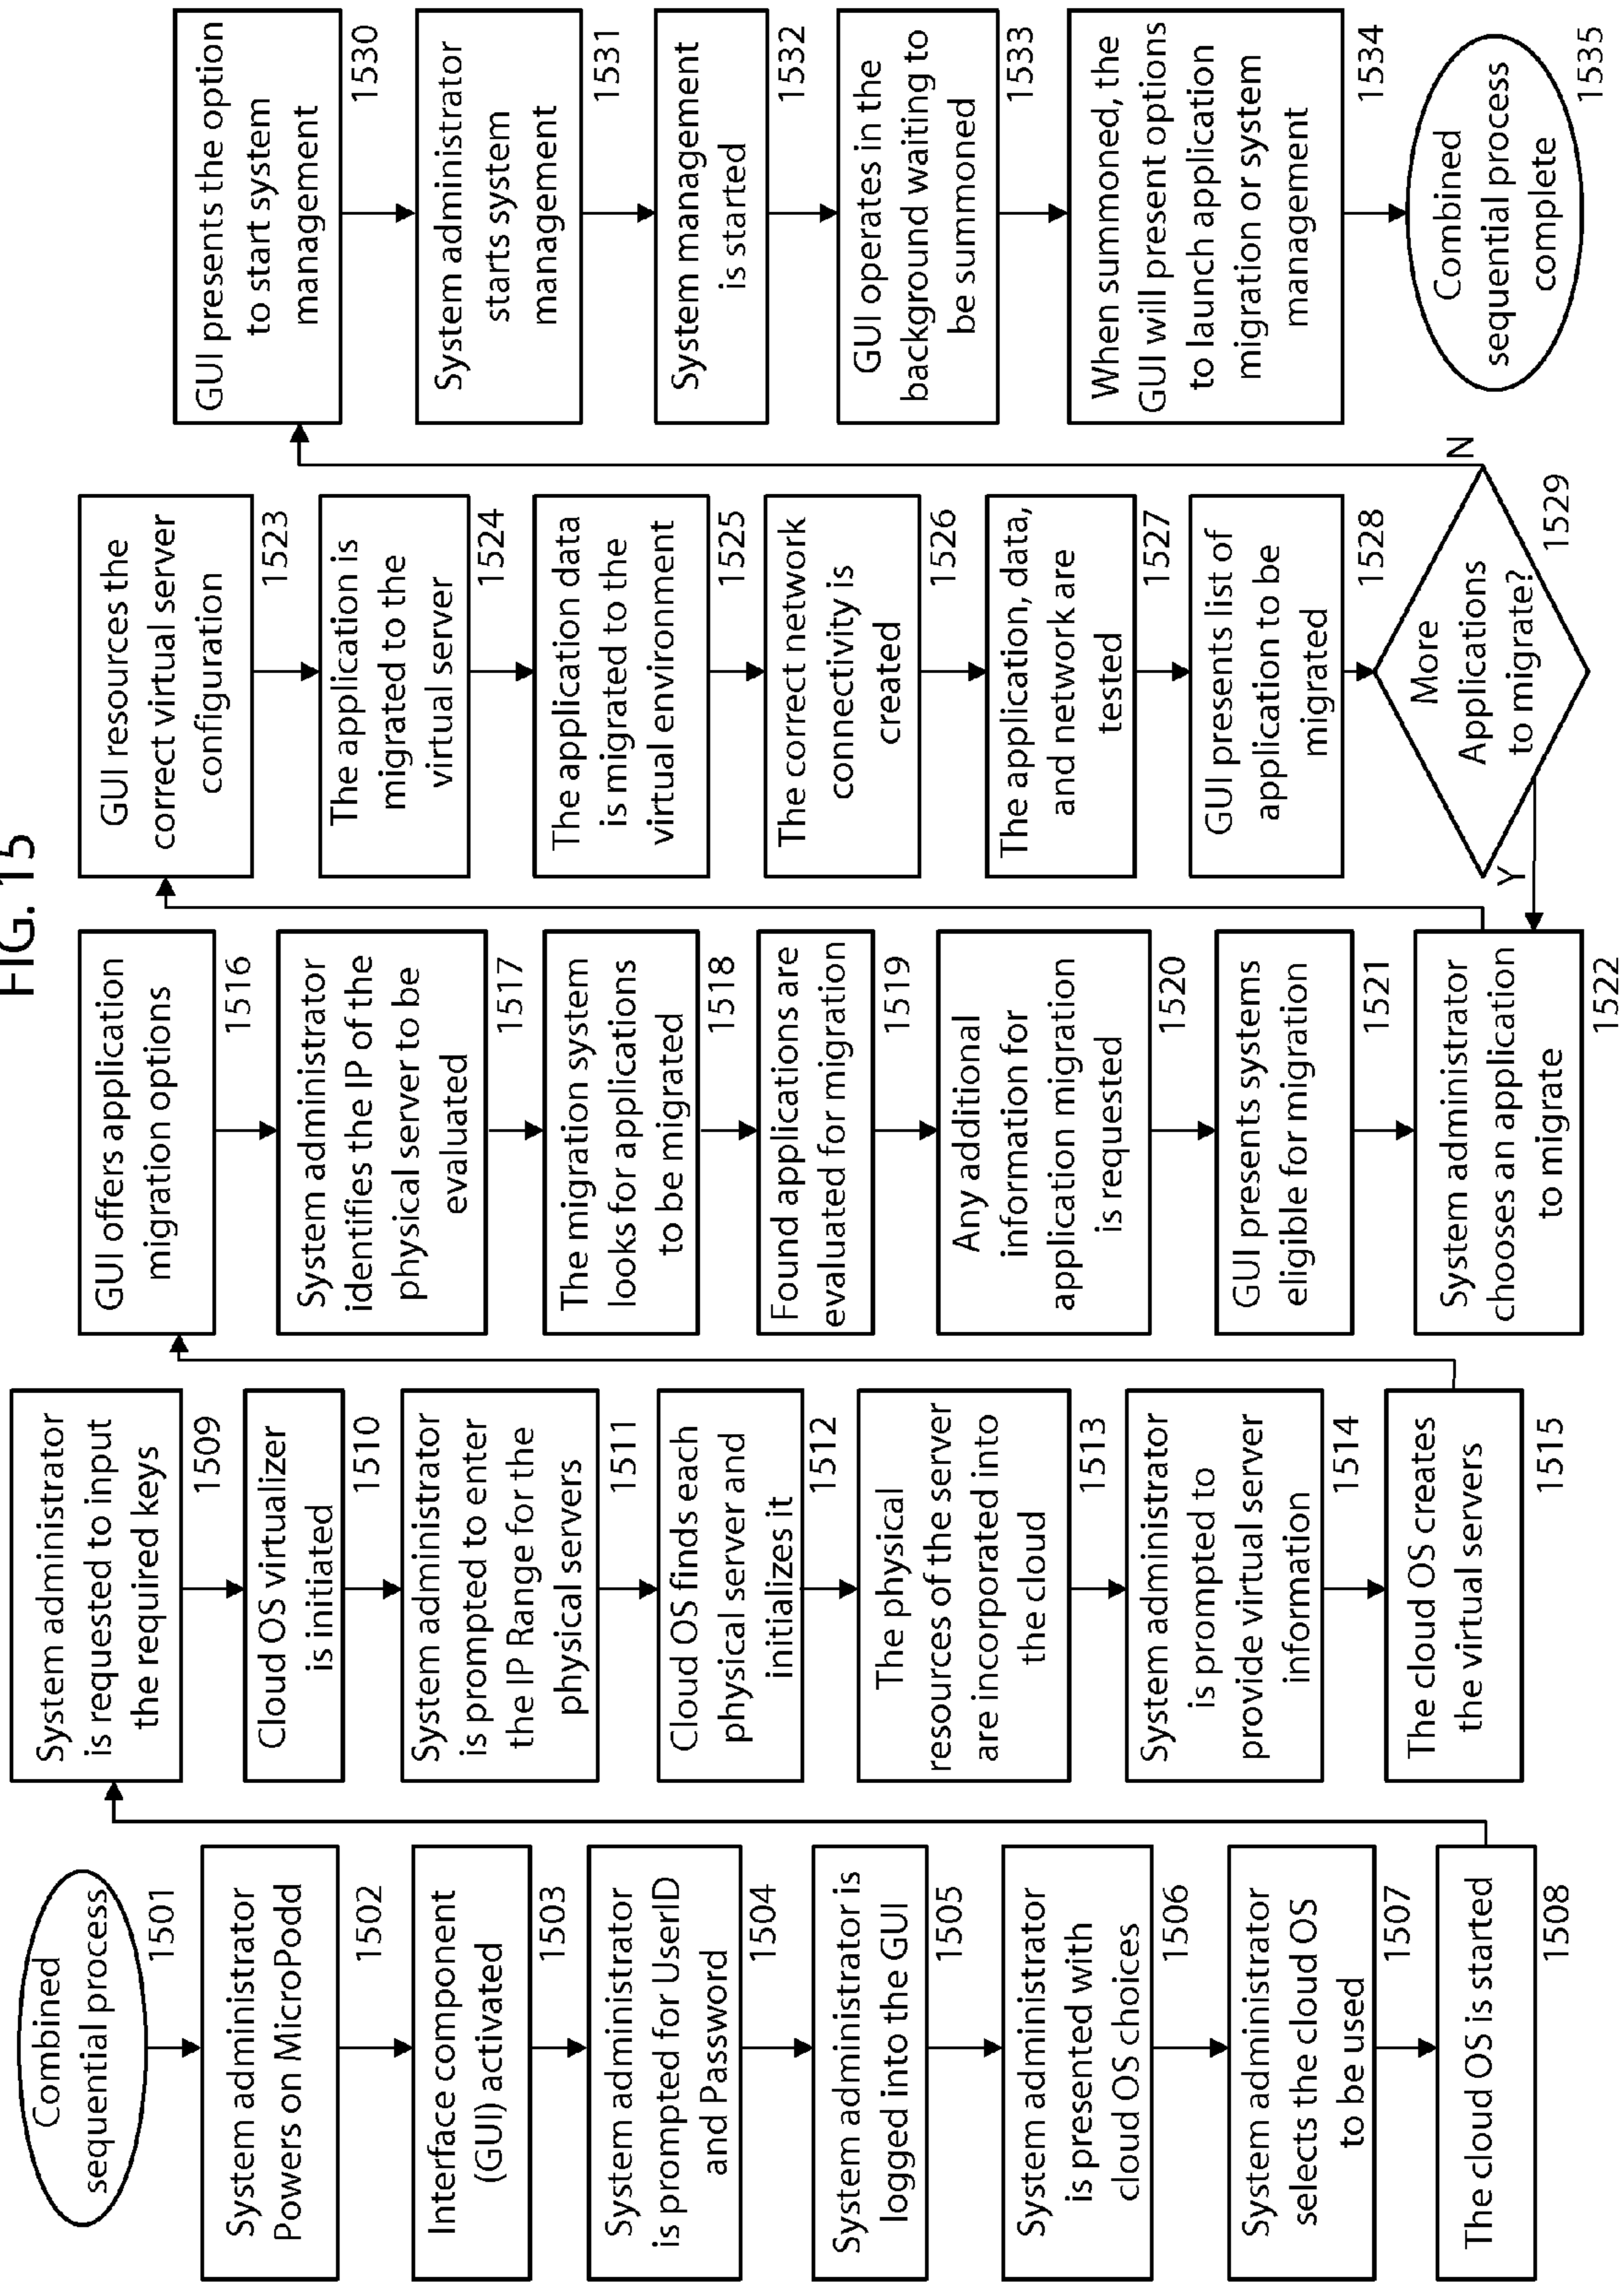 FIG. 15
Combined
sequential process
1501
System administrator
Powers on MicroPodd
1502
Interface component
(GUI) activated
1503
System administrator
is prompted for UserID
and Password
1504
System administrator is
logged into the GUI
1505
System administrator
is presented with
cloud OS choices
1506
System administrator
selects the cloud OS
to be used
1507
The cloud OS is started
1508
System administrator
is requested to input
the required keys
1509
Cloud OS virtualizer
is initiated
1510
System administrator
is prompted to enter
the IP Range for the
physical servers
1511
Cloud OS finds each
physical server and
initializes it
1512
The physical
resources of the server
are incorporated into
the cloud
1513
System administrator
is prompted to
provide virtual server
information
1514
The cloud OS creates
the virtual servers
1515
GUI offers application
migration options
1516
System administrator
identifies the IP of the
physical server to be
evaluated
1517
The migration system
looks for applications
to be migrated
1518
Found applications are
evaluated for migration
1519
Any additional
information for
application migration
is requested
1520
GUI presents systems
eligible for migration
1521
System administrator
chooses an application
to migrate
1522
GUI resources the
correct virtual server
configuration
1523
The application is
migrated to the
virtual server
1524
The application data
is migrated to the
virtual environment
1525
The correct network
connectivity is
created
1526
The application, data,
and network are
tested
1527
GUI presents list of
application to be
migrated
1528
More
Applications
to migrate?
1529
Y
N
GUI presents the option
to start system
management
1530
System administrator
starts system
management
1531
System management
is started
1532
GUI operates in the
background waiting to
be summoned
1533
When summoned, the
GUI will present options
to launch application
migration or system
management
1534
Combined
sequential process
complete
1535